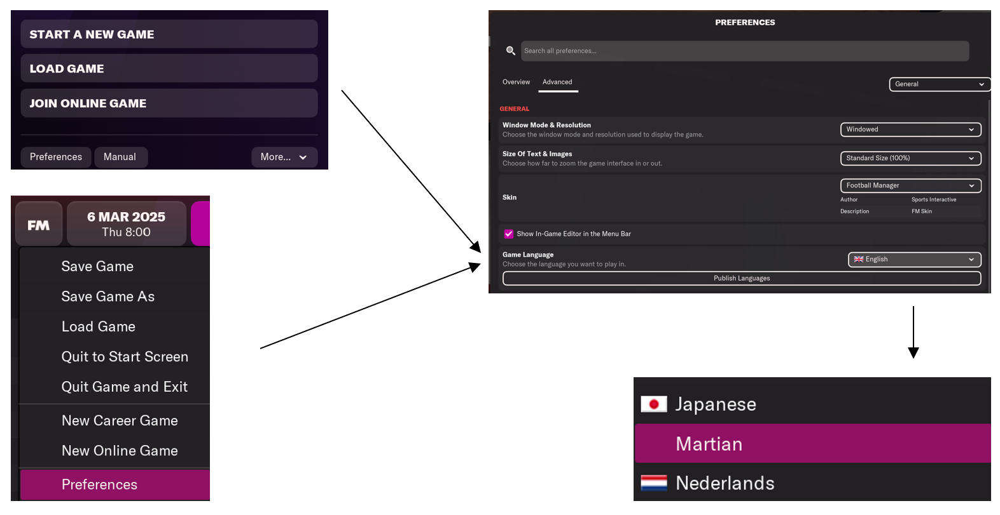 START A NEW GAME
LOAD GAME
JOIN ONLINE GAME
Preferences Manual More...
FM 6 MAR 2025
Thu 8:00
Save Game
Save Game As
Load Game
Quit to Start Screen
Quit Game and Exit
New Career Game
New Online Game
Preferences
PREFERENCES
Search all preferences...
Overview Advanced General
GENERAL
Window Mode & Resolution
Choose the window mode and resolution used to display the game.
Windowed
Size Of Text & Images
Choose how far to zoom the game interface in or out.
Standard Size (100%)
Skin
Football Manager
Author Sports Interactive
Description FM Skin
Show In-Game Editor in the Menu Bar
Game Language
Choose the language you want to play in.
English
Publish Languages
Japanese
Martian
Nederlands